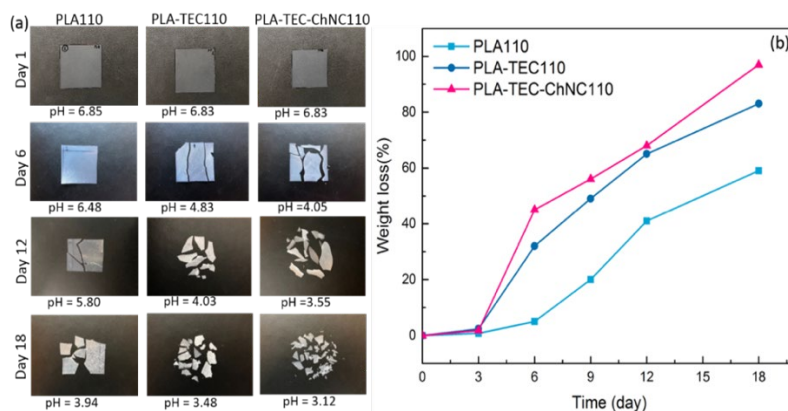 (a)
PLA110 PLA-TEC110 PLA-TEC-ChNC110
Day 1
pH = 6.85 pH = 6.83 pH = 6.83
Day 6
pH = 6.48 pH = 4.83 pH =4.05
Day 12
pH = 5.80 pH = 4.03 pH =3.55
Day 18
pH = 3.94 pH = 3.48 pH = 3.12
(b)
PLA110
PLA-TEC110
PLA-TEC-ChNC110
Weight loss(%)
100
80
60
40
20
0
0 3 6 9 12 15 18
Time (day)